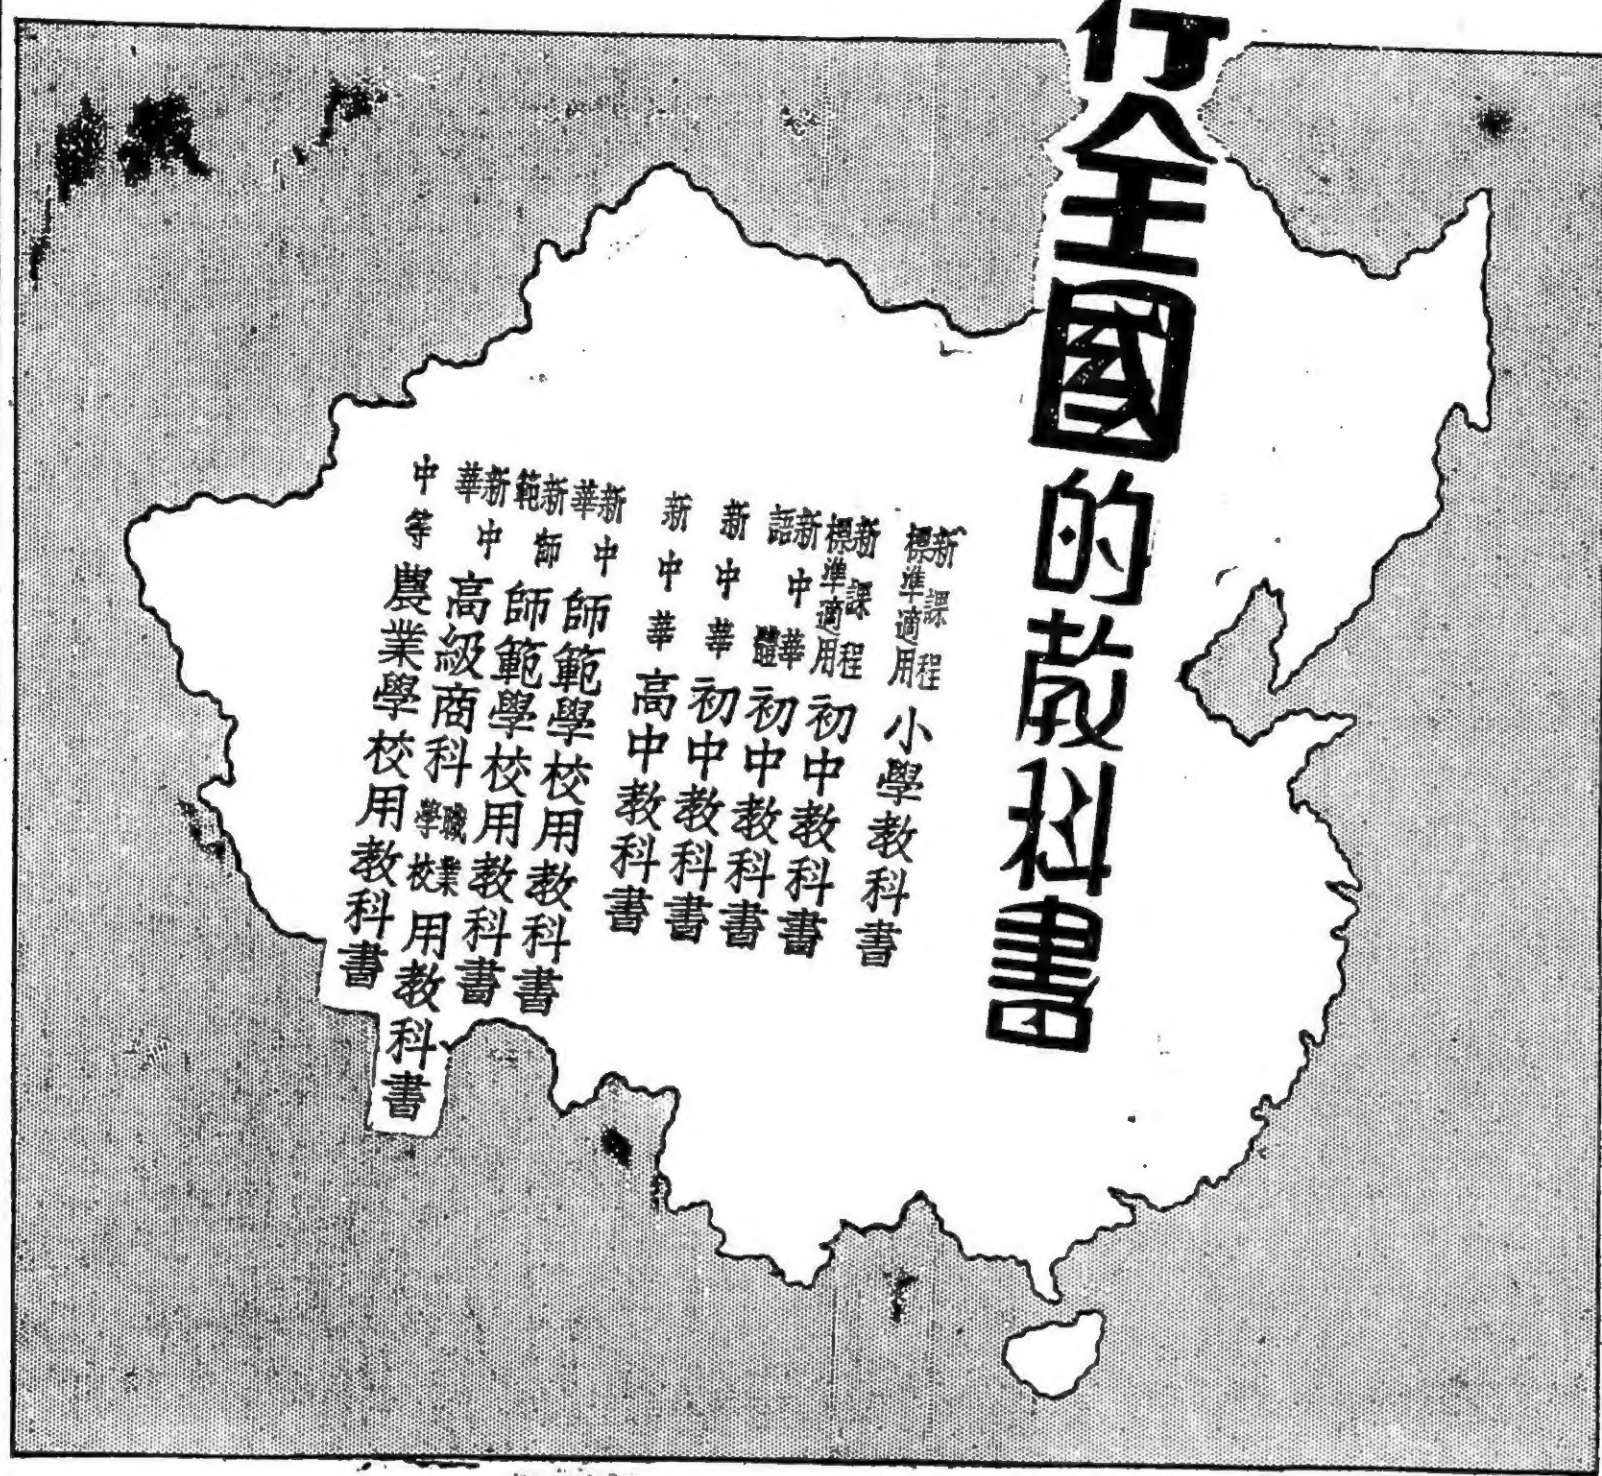 行全國的教科書
新課程標準適用小學教科書
新課程標準適用初中教科書
新中華語體初中教科書
新中華初中教科書
新中華高中教科書
新中華師範學校用教科書
新師範師範學校用教科書
新中華高級商科職業學校用教科書
中等農業學校用教科書